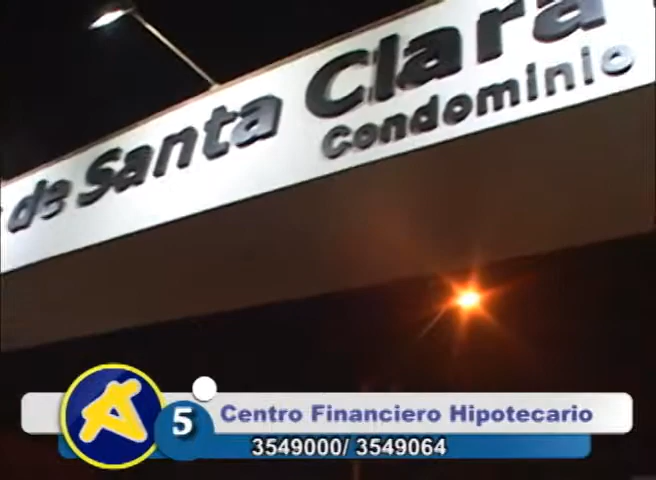 de Santa Clara
Condominio
5
Centro Financiero Hipotecario
3549000/ 3549064